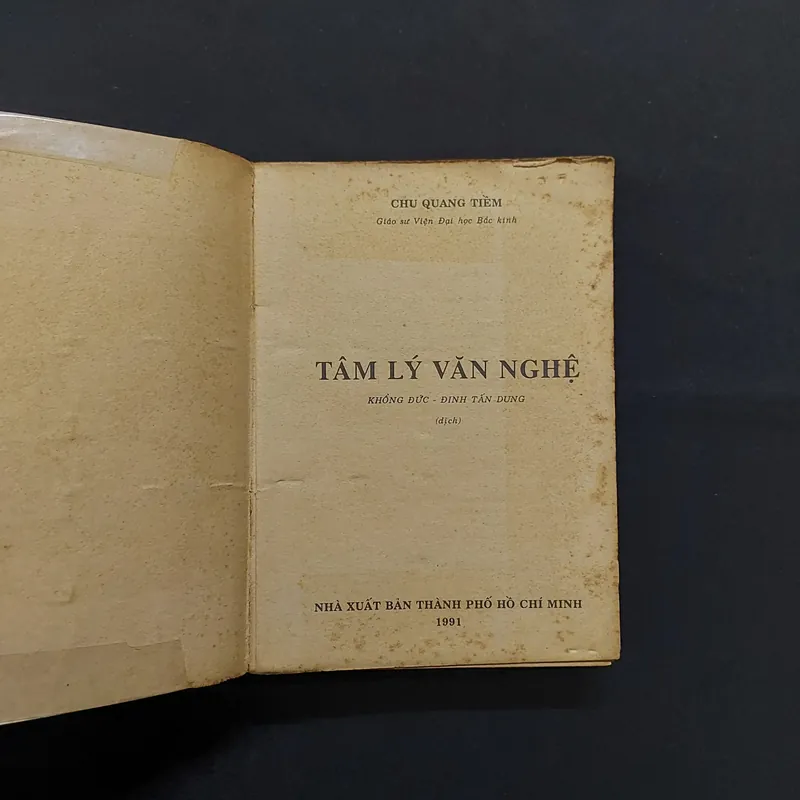 CHU QUANG TIỀM
Giáo sư Viện Đại học Bắc kinh
TÂM LÝ VĂN NGHỆ
KHỔNG ĐỨC - ĐINH TẤN DUNG
(dịch)
NHÀ XUẤT BẢN THÀNH PHỐ HỒ CHÍ MINH
1991